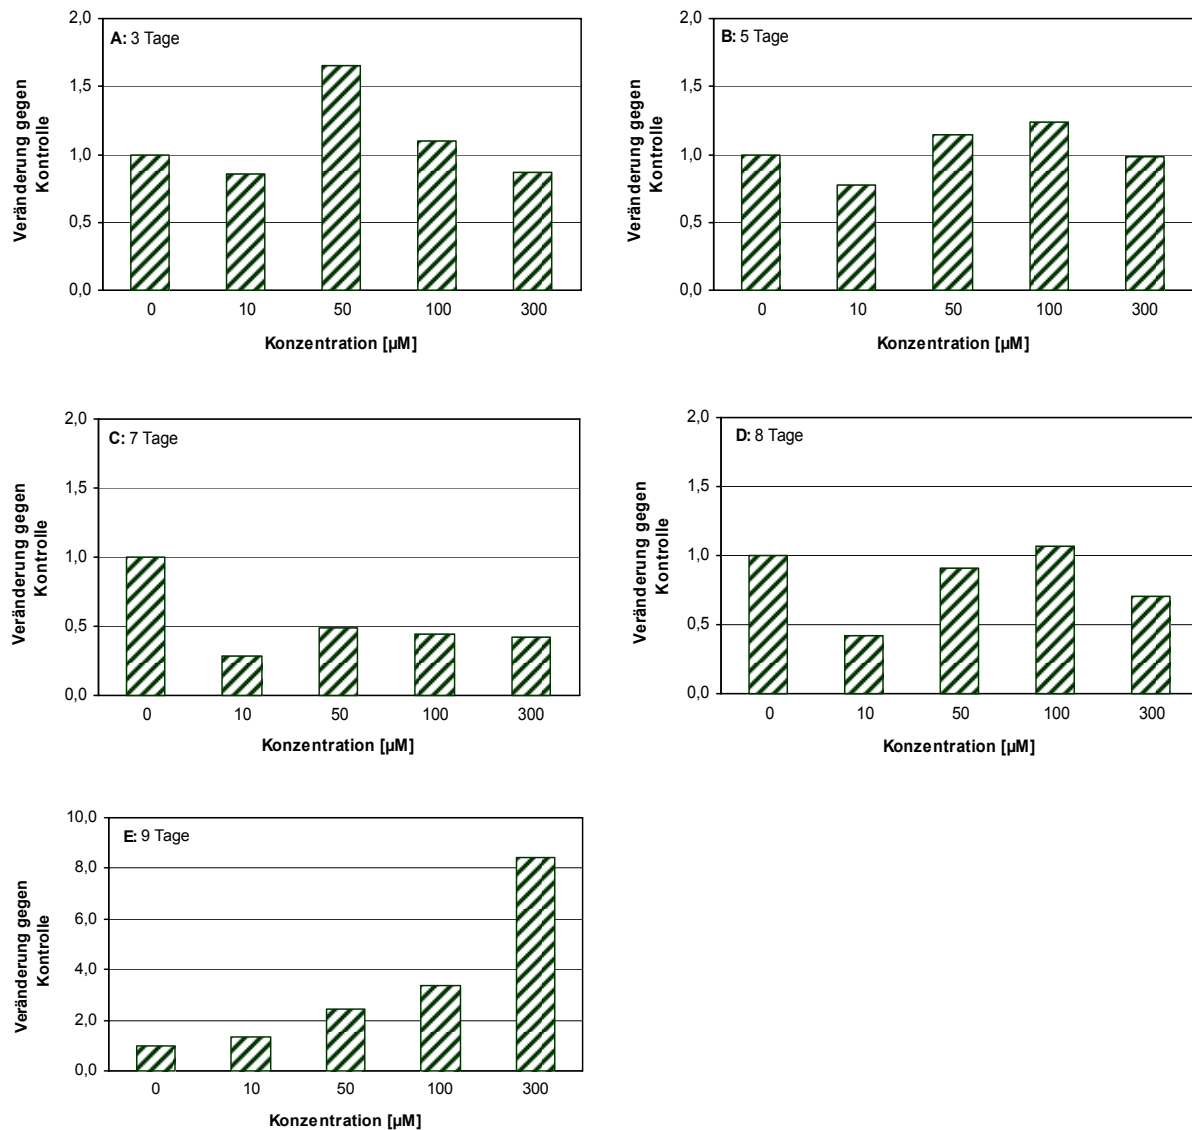 A: 3 Tage
Veränderung gegen
Kontrolle
2,0
1,5
1,0
0,5
0,0
0 10 50 100 300
Konzentration [µM]
B: 5 Tage
Veränderung gegen
Kontrolle
2,0
1,5
1,0
0,5
0,0
0 10 50 100 300
Konzentration [µM]
C: 7 Tage
Veränderung gegen
Kontrolle
2,0
1,5
1,0
0,5
0,0
0 10 50 100 300
Konzentration [µM]
D: 8 Tage
Veränderung gegen
Kontrolle
2,0
1,5
1,0
0,5
0,0
0 10 50 100 300
Konzentration [µM]
E: 9 Tage
Veränderung gegen
Kontrolle
10,0
8,0
6,0
4,0
2,0
0,0
0 10 50 100 300
Konzentration [µM]